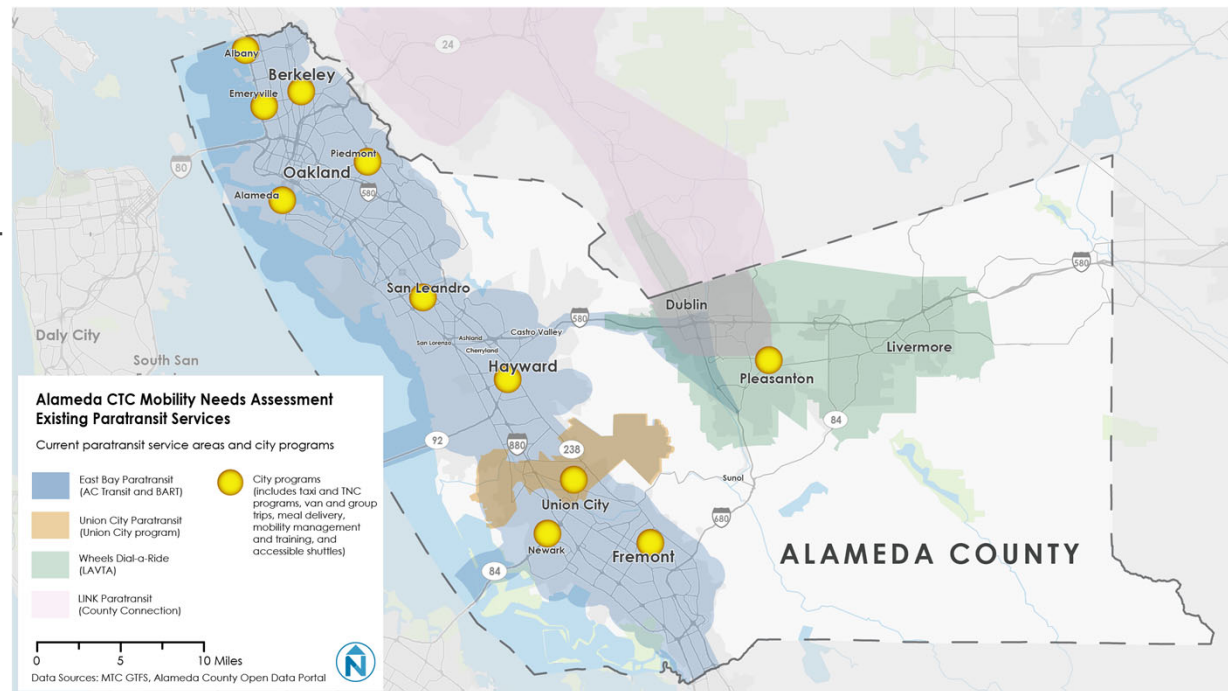 24
Albany
Berkeley
Emeryville
80
Piedmont
Oakland
580
Alameda
580
San Leandro
Dublin
Daly City
580
Castro Valley
Ashland
San Lorenzo
Cherryland
Livermore
South San
Hayward
Pleasanton
84
92
880
238
Sunol
Union City
680
Newark
Fremont
ALAMEDA COUNTY
84
Alameda CTC Mobility Needs Assessment
Existing Paratransit Services
Current paratransit service areas and city programs
East Bay Paratransit
(AC Transit and BART)
Union City Paratransit
(Union City program)
Wheels Dial-a-Ride
(LAVTA)
LINK Paratransit
(County Connection)
City programs
(includes taxi and TNC
programs, van and group
trips, meal delivery,
mobility management
and training, and
accessible shuttles)
0 5 10 Miles
N
Data Sources: MTC GTFS, Alameda County Open Data Portal